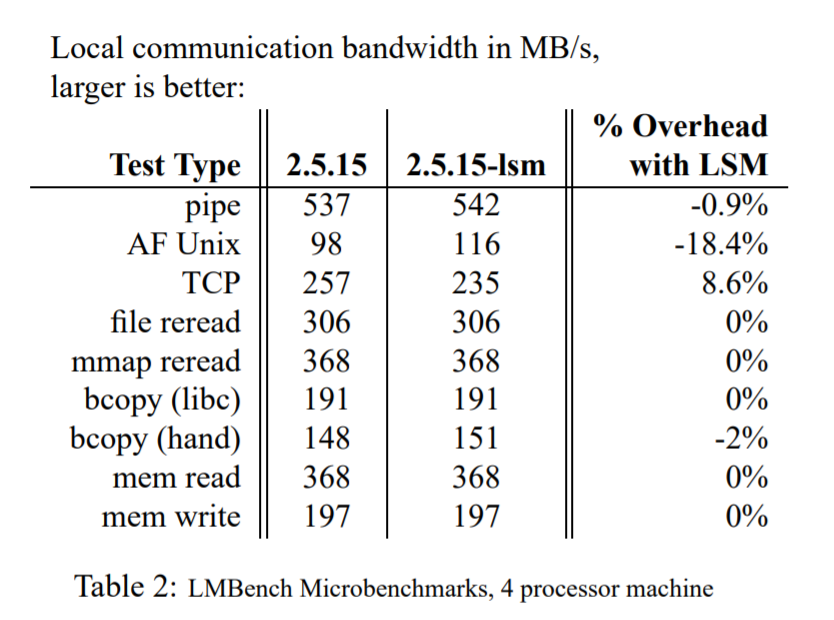 Local communication bandwidth in MB/s,
larger is better:
% Overhead
Test Type 2.5.15 2.5.15-lsm with LSM
pipe 537 542 -0.9%
AF Unix 98 116 -18.4%
TCP 257 235 8.6%
file reread 306 306 0%
mmap reread 368 368 0%
bcopy (libc) 191 191 0%
bcopy (hand) 148 151 -2%
mem read 368 368 0%
mem write 197 197 0%
Table 2: LMBench Microbenchmarks, 4 processor machine